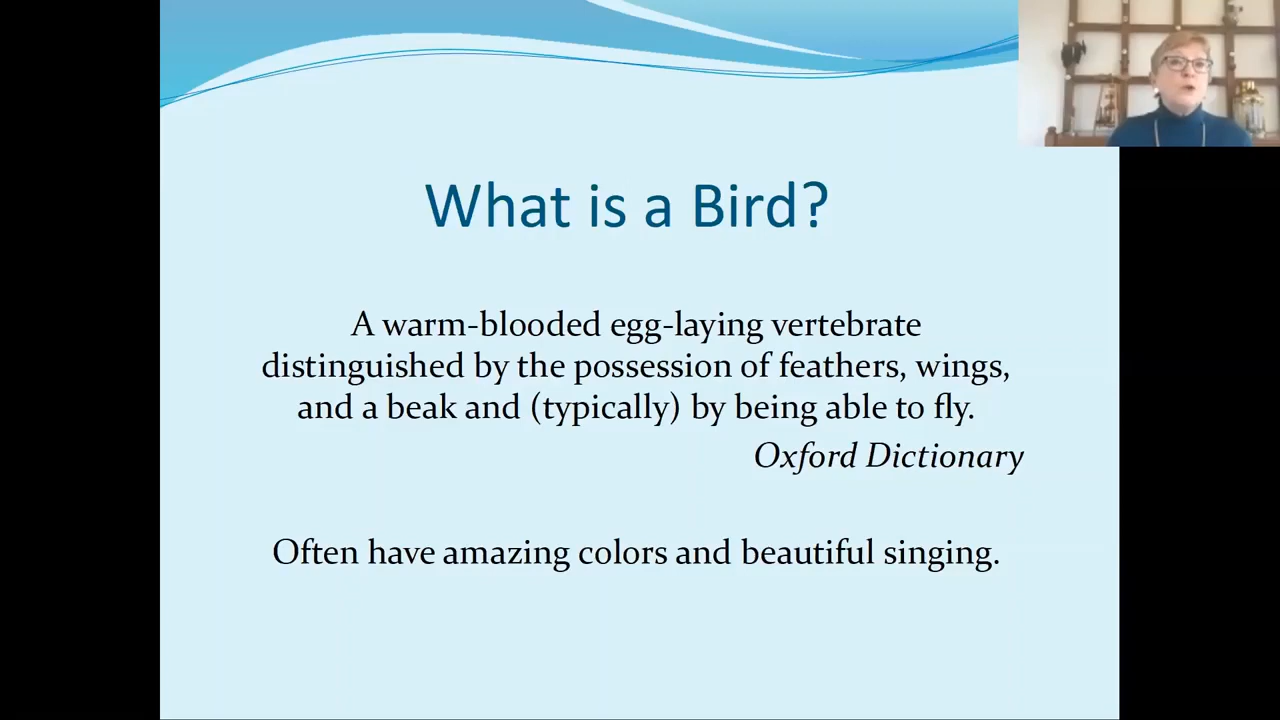 What is a Bird?
A warm-blooded egg-laying vertebrate
distinguished by the possession of feathers, wings,
and a beak and (typically) by being able to fly.
Oxford Dictionary
Often have amazing colors and beautiful singing.